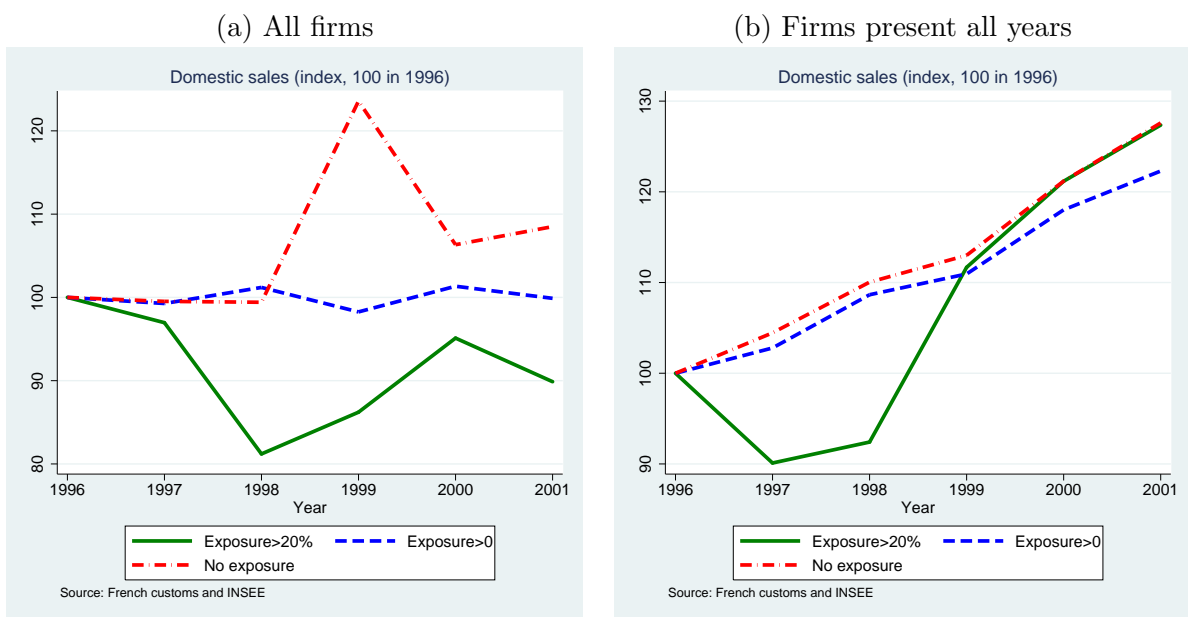 (a) All firms
Domestic sales (index, 100 in 1996)
120
110
100
90
80
1996 1997 1998 1999 2000 2001
Year
Exposure>20% Exposure>0
No exposure
Source: French customs and INSEE
(b) Firms present all years
Domestic sales (index, 100 in 1996)
130
120
110
100
90
1996 1997 1998 1999 2000 2001
Year
Exposure>20% Exposure>0
No exposure
Source: French customs and INSEE